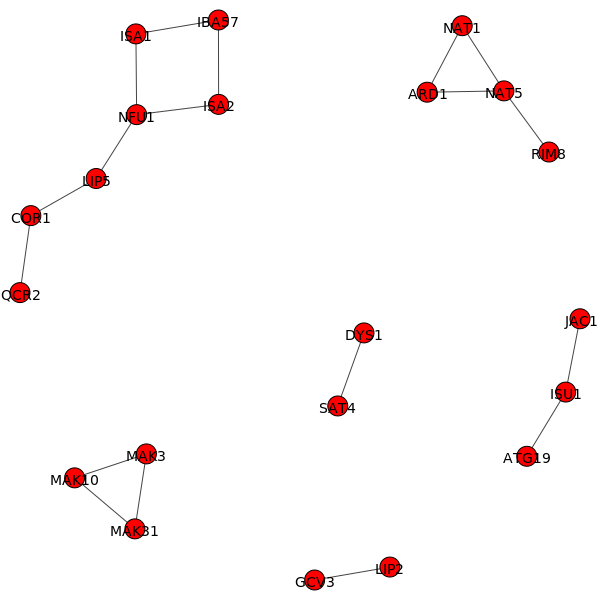 IBA57
ISA1
NAT1
ARD1
NAT5
ISA2
NFU1
RIM8
LIP5
COR1
QCR2
JAC1
DYS1
ISU1
SAT4
MAK3
ATG19
MAK10
MAK31
LIP2
GCV3